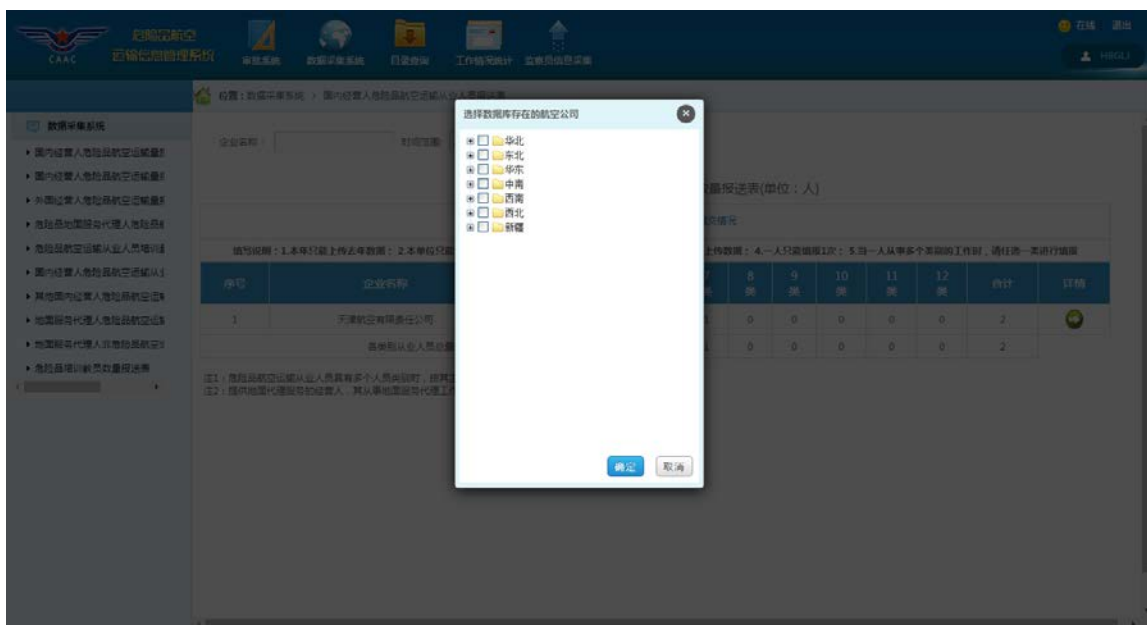 CAAC
危险品航空
运输信息管理系统
审批系统
数据采集系统
目录查询
工作情况统计
监察员信息采集
在线
退出
HBGLJ
位置：数据采集系统 > 国内经营人危险品航空运输从业人员
数据采集系统
国内经营人危险品航空运输量
国内经营人危险品航空运输量
外国经营人危险品航空运输量
危险品地面服务代理人危险品
危险品航空运输从业人员培训
国内经营人危险品航空运输从
其他国内经营人危险品航空运
地面服务代理人危险品航空运
地面服务代理人非危险品航空
危险品培训教员数量报送表
企业名称：
时间范围
报送表(单位：人)
情况
填写说明：1.本年只能上传去年数据； 2.本单位只能
上传数据； 4.一人只能填报1次； 5.当一人从事多个类别的工作时，请任选一类进行填报
序号
企业名称
7
8
类
9
类
10
类
11
类
12
类
合计
详情
1
天津航空有限责任公司
1
0
0
0
0
0
2
各类别从业人员总量
1
0
0
0
0
0
2
注1：危险品航空运输从业人员具有多个人员类别时，按其
注2：提供地面代理服务的经营人，其从事地面服务代理工
选择数据库存在的航空公司
华北
东北
华东
中南
西南
西北
新疆
确定
取消